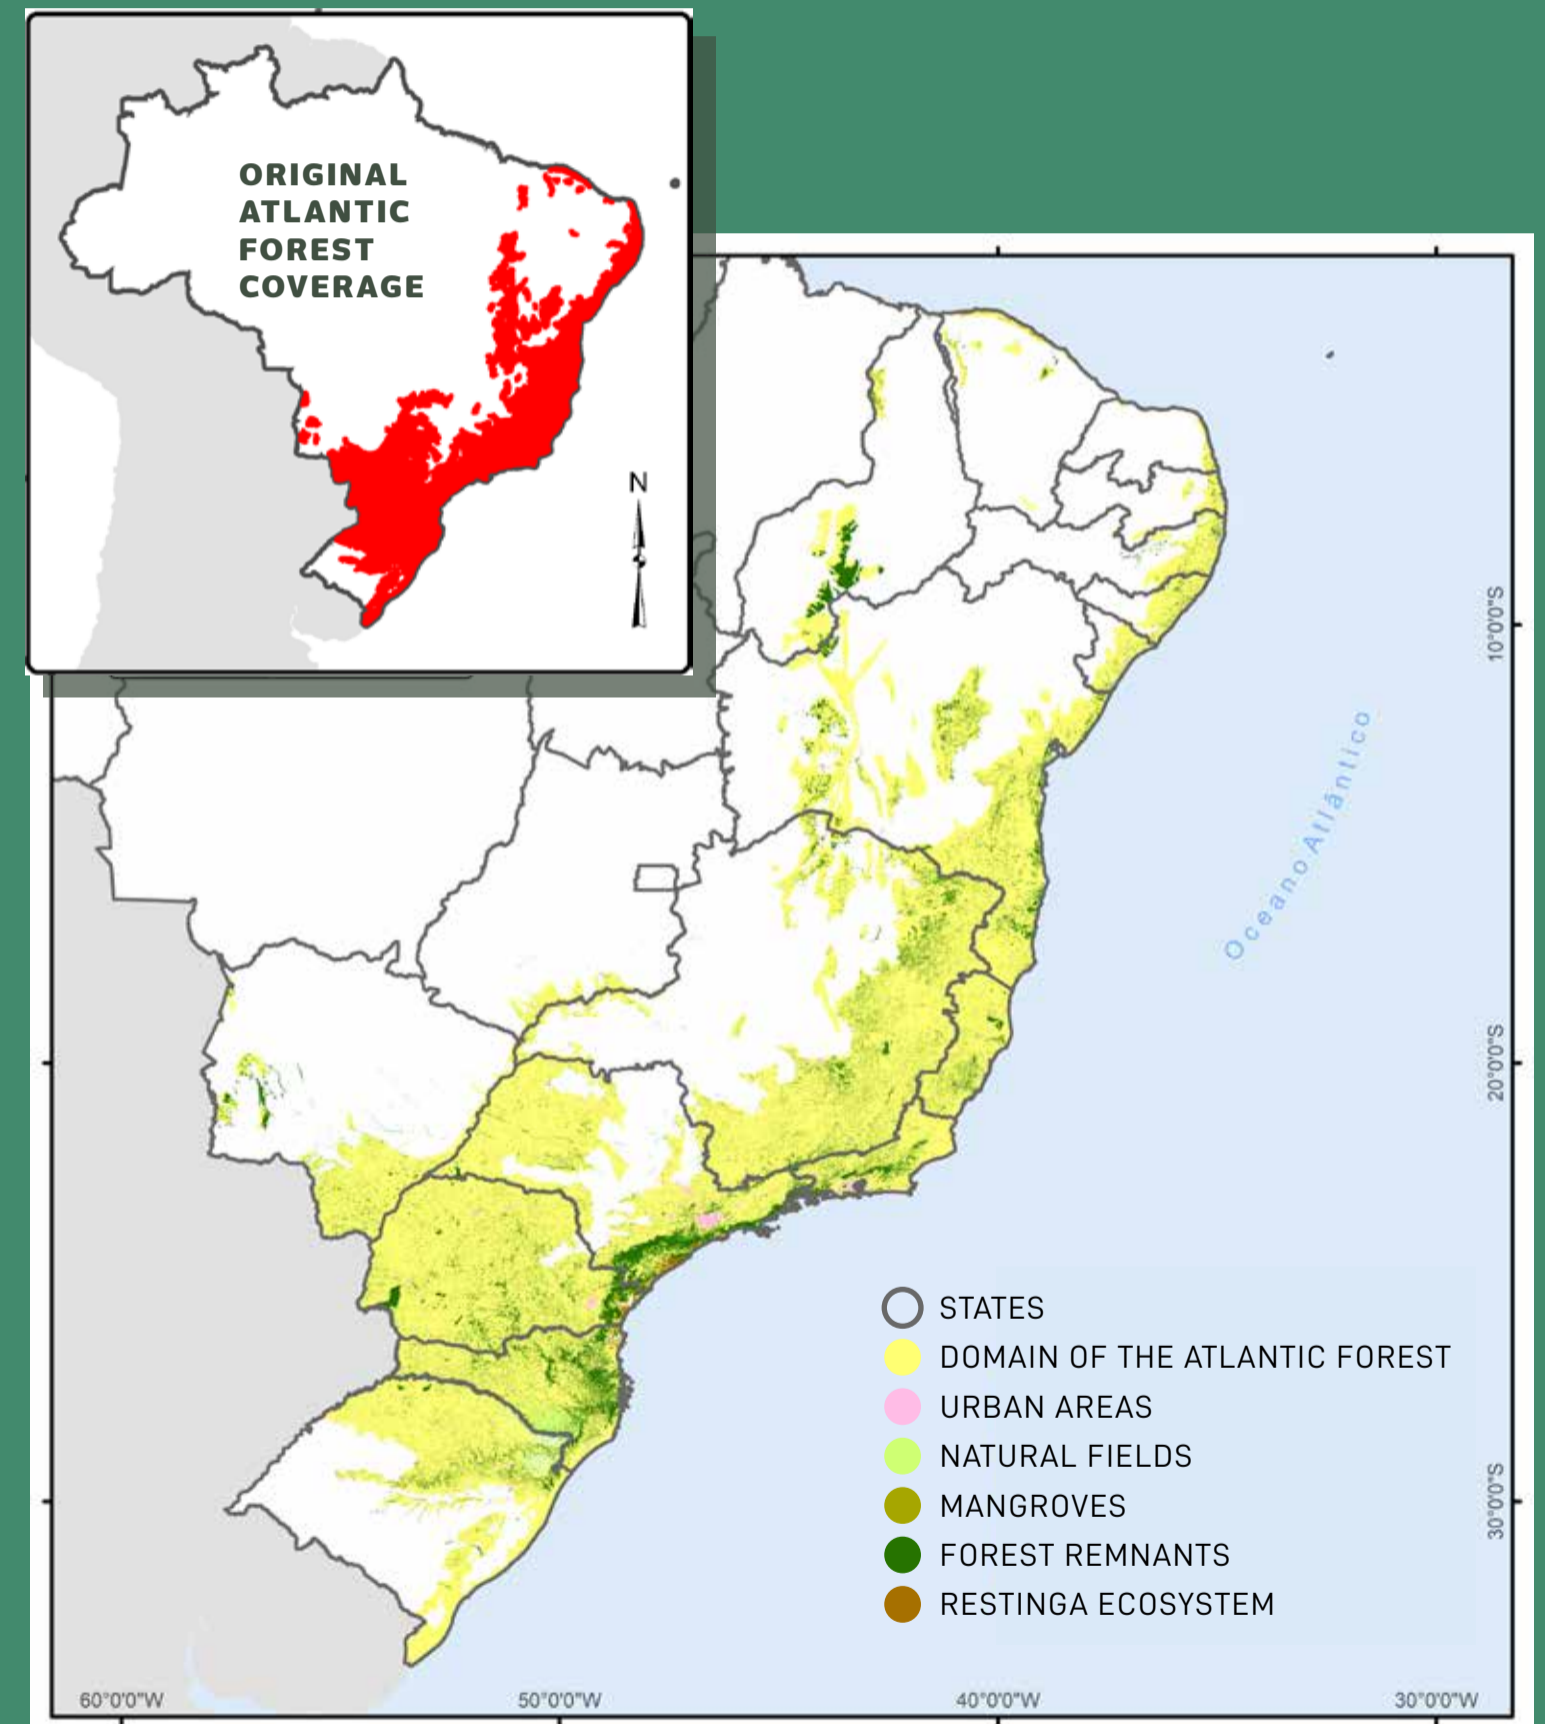 ORIGINAL
ATLANTIC
FOREST
COVERAGE
N
10°0'0"S
Oceano Atlântico
20°0'0"S
30°0'0"S
STATES
DOMAIN OF THE ATLANTIC FOREST
URBAN AREAS
NATURAL FIELDS
MANGROVES
FOREST REMNANTS
RESTINGA ECOSYSTEM
60°0'0"W
50°0'0"W
40°0'0"W
30°0'0"W